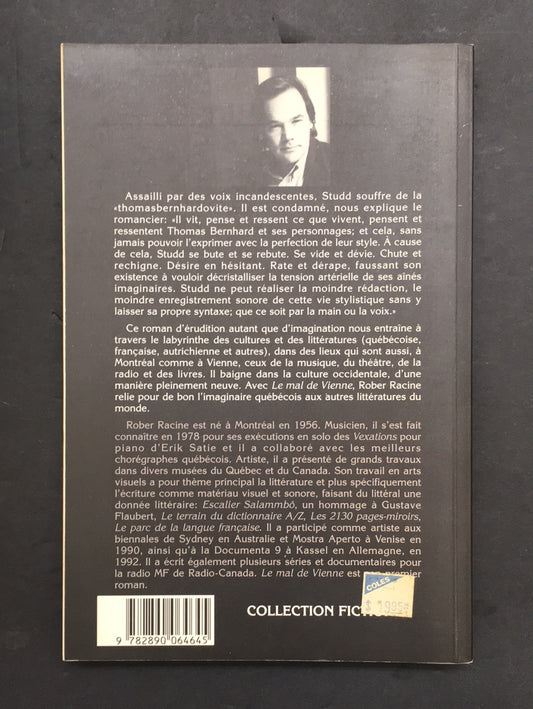 Assailli par des voix incandescentes, Studd souffre de la
«thomasbernhardovite». Il est condamné, nous explique le
romancier: «Il vit, pense et ressent ce que vivent, pensent et
ressentent Thomas Bernhard et ses personnages; et cela, sans
jamais pouvoir l'exprimer avec la perfection de leur style. À cause
de cela, Studd se bute et se rebute. Se vide et dévie. Chute et
rechigne. Désire en hésitant. Rate et dérape, faussant son
existence à vouloir décristalliser la tension artérielle de ses aînés
imaginaires. Studd ne peut réaliser la moindre rédaction, le
moindre enregistrement sonore de cette vie stylistique sans y
laisser sa propre syntaxe; que ce soit par la main ou la voix.»
Ce roman d'érudition autant que d'imagination nous entraîne à
travers le labyrinthe des cultures et des littératures (québécoise,
française, autrichienne et autres), dans des lieux qui sont aussi, à
Montréal comme à Vienne, ceux de la musique, du théâtre, de la
radio et des livres. Il baigne dans la culture occidentale, d'une
manière pleinement neuve. Avec Le mal de Vienne, Rober Racine
relie pour de bon l'imaginaire québécois aux autres littératures du
monde.
Rober Racine est né à Montréal en 1956. Musicien, il s'est fait
connaître en 1978 pour ses exécutions en solo des Vexations pour
piano d'Erik Satie et il a collaboré avec les meilleurs
chorégraphes québécois. Artiste, il a présenté de grands travaux
dans divers musées du Québec et du Canada. Son travail en arts
visuels a pour thème principal la littérature et plus spécifiquement
l'écriture comme matériau visuel et sonore, faisant du littéral une
donnée littéraire: Escalier Salammbô, un hommage à Gustave
Flaubert, Le terrain du dictionnaire A/Z, Les 2130 pages-miroirs,
Le parc de la langue française. Il a participé comme artiste aux
biennales de Sydney en Australie et Mostra Aperto à Venise en
1990, ainsi qu'à la Documenta 9 à Kassel en Allemagne, en
1992. Il a écrit également plusieurs séries et documentaires pour
la radio MF de Radio-Canada. Le mal de Vienne est premier
roman.
COLES
$ 19.95
COLLECTION
9 782890 064645